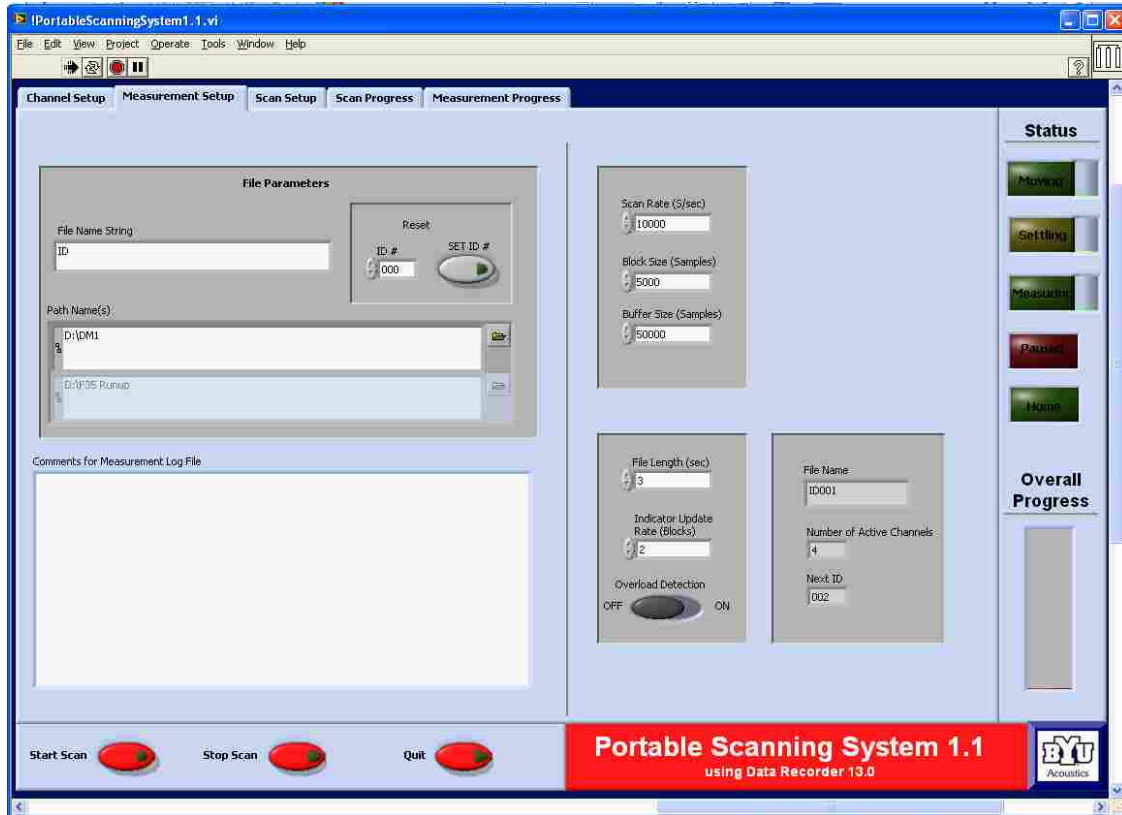 !PortableScanningSystem1.1.vi
File Edit View Project Operate Tools Window Help
Channel Setup Measurement Setup Scan Setup Scan Progress Measurement Progress
File Parameters
File Name String
ID
Reset
ID #
000
SET ID #
Path Name(s)
D:\DM1
D:\F35 Runup
Comments for Measurement Log File
Scan Rate (S/sec)
10000
Block Size (Samples)
5000
Buffer Size (Samples)
50000
File Length (sec)
3
Indicator Update
Rate (Blocks)
2
Overload Detection
OFF ON
File Name
ID001
Number of Active Channels
4
Next ID
002
Status
Moving
Settling
Measuring
Paused
Home
Overall
Progress
Start Scan Stop Scan Quit
Portable Scanning System 1.1
using Data Recorder 13.0
BYU
Acoustics